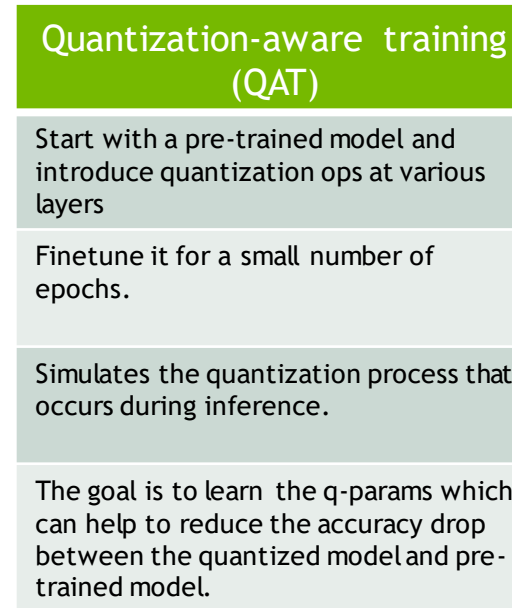 Quantization-aware training
(QAT)
Start with a pre-trained model and
introduce quantization ops at various
layers
Finetune it for a small number of
epochs.
Simulates the quantization process that
occurs during inference.
The goal is to learn the q-params which
can help to reduce the accuracy drop
between the quantized model and pre-
trained model.